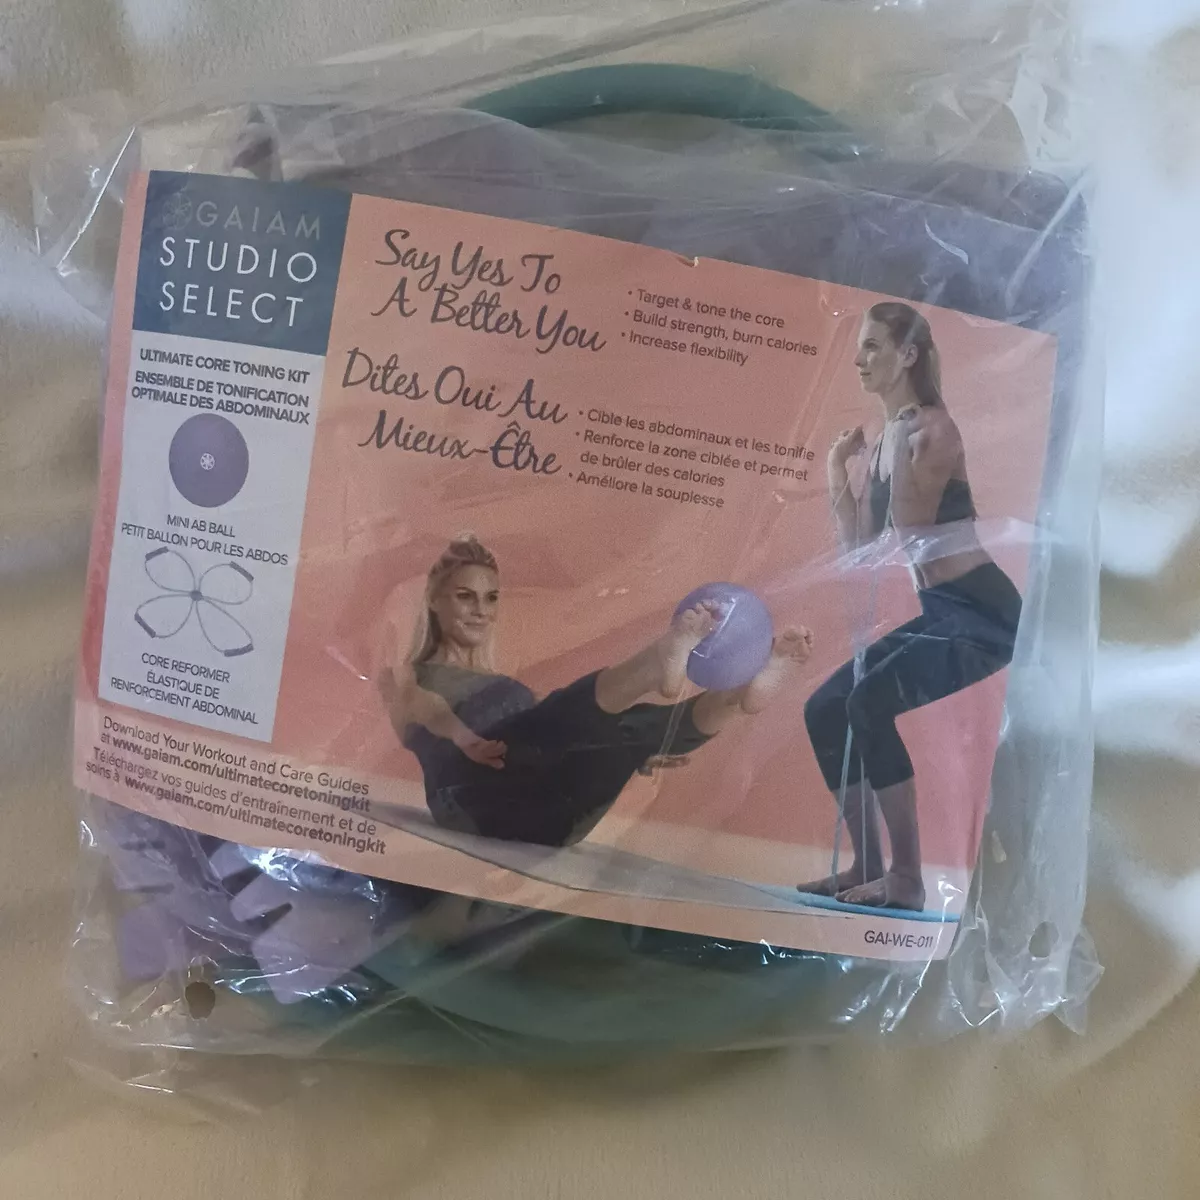 GAIAM
STUDIO
SELECT
ULTIMATE CORE TONING KIT
ENSEMBLE DE TONIFICATION
OPTIMALE DES ABDOMINAUX
MINI AB BALL
PETIT BALLON POUR LES ABDOS
CORE REFORMER
ÉLASTIQUE DE
RENFORCEMENT ABDOMINAL
Say Yes To
A Better You
• Target & tone the core
• Build strength, burn calories
• Increase flexibility
Dites Oui Au
Mieux-Être
• Cible les abdominaux et les tonifie
• Renforce la zone ciblée et permet
de brûler des calories
• Améliore la souplesse
Download Your Workout and Care Guides
at www.gaiam.com/ultimatecoretoningkit
Téléchargez vos guides d'entraînement et de
soins à www.gaiam.com/ultimatecoretoningkit
GAI-WE-011